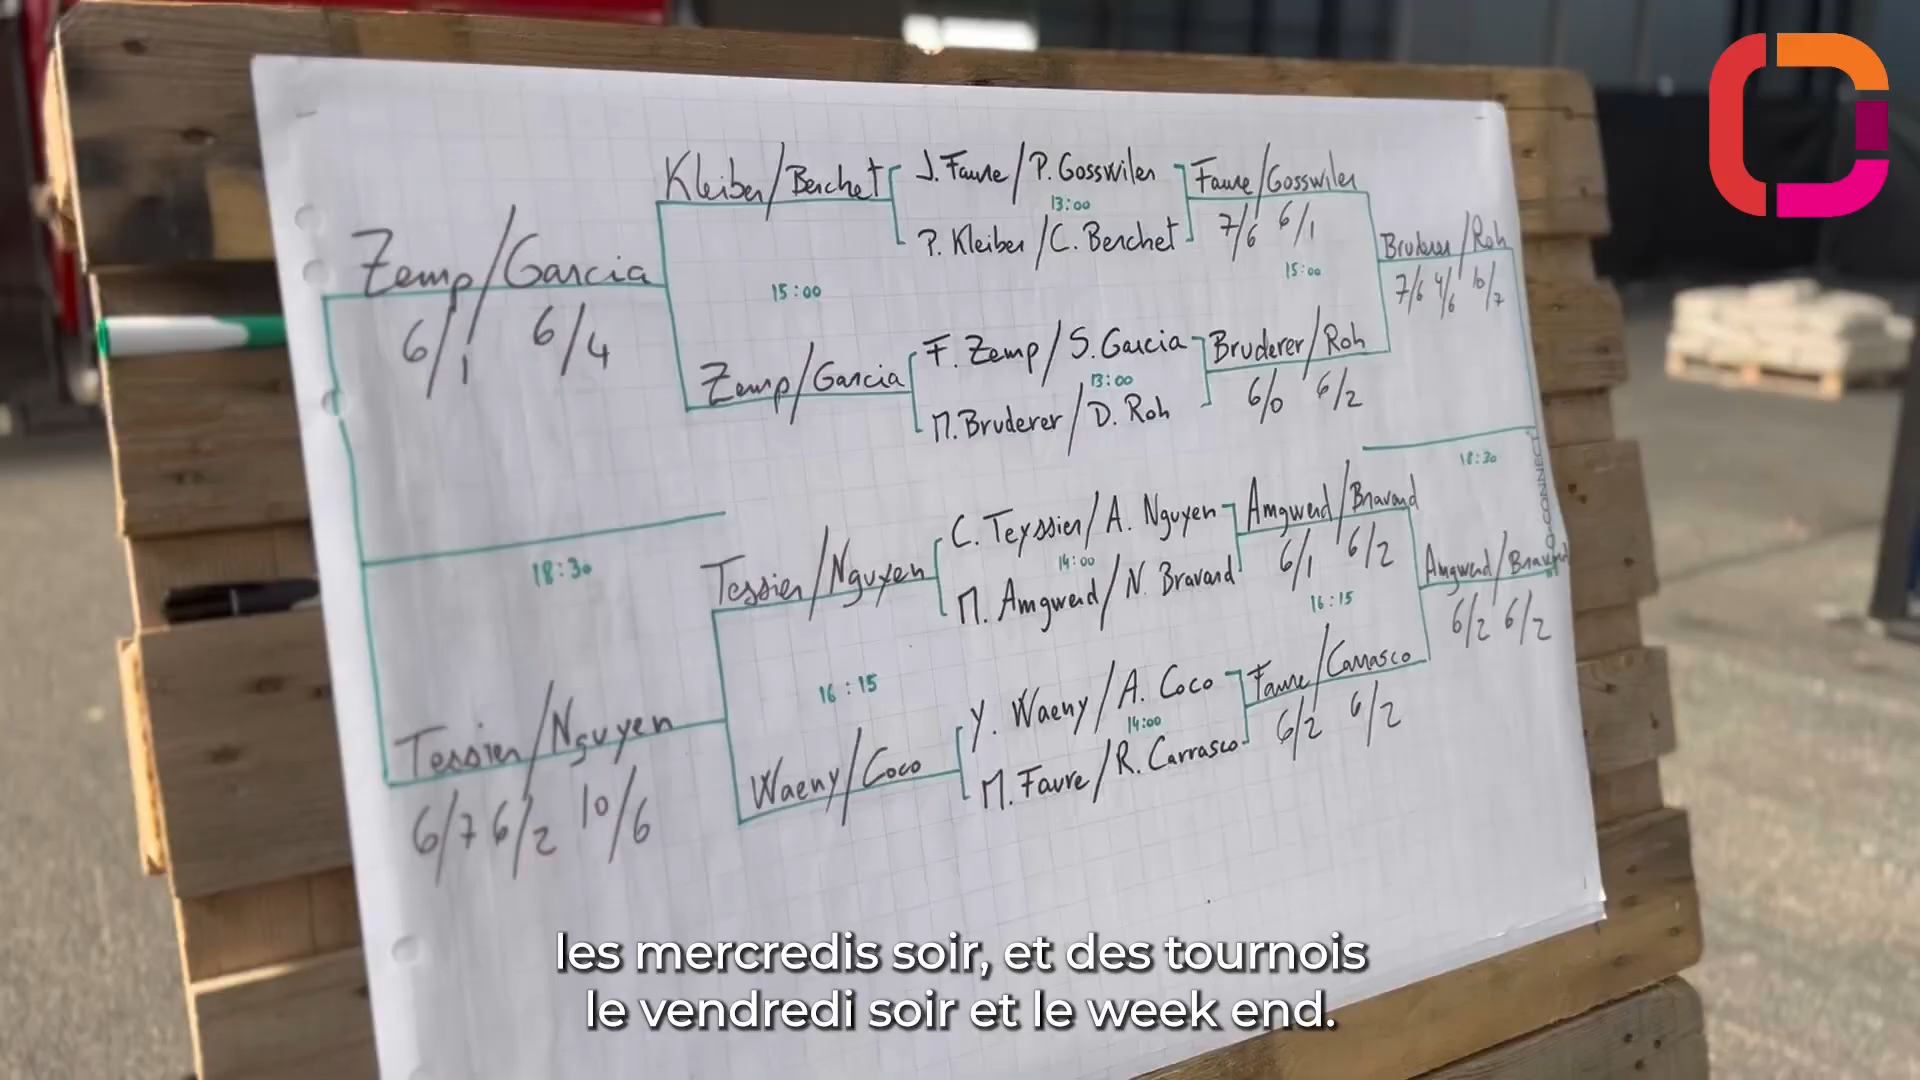 Kleiber/Berchet
J. Faure/P. Gosswiler
Faure/Gosswiler
13:00
P. Kleiber/C. Berchet
7/6 6/1
Bruderer/Roh
7/6 4/6 10/7
Zemp/Garcia
6/1 6/4
15:00
15:00
F. Zemp/S. Garcia
Bruderer/Roh
Zemp/Garcia
13:00
6/0 6/2
M. Bruderer/D. Roh
18:30
C. Teyssier/A. Nguyen
Amgwerd/Bravand
Tessier/Nguyen
14:00
6/1 6/2
Amgwerd/Bravand
M. Amgwerd/N. Bravand
6/2 6/2
18:30
16:15
16:15
Y. Waeny/A. Coco
Faure/Carrasco
Tessier/Nguyen
14:00
6/2 6/2
6/7 6/2 10/6
Waeny/Coco
M. Faure/R. Carrasco
CONNECT
les mercredis soir, et des tournois
le vendredi soir et le week end.